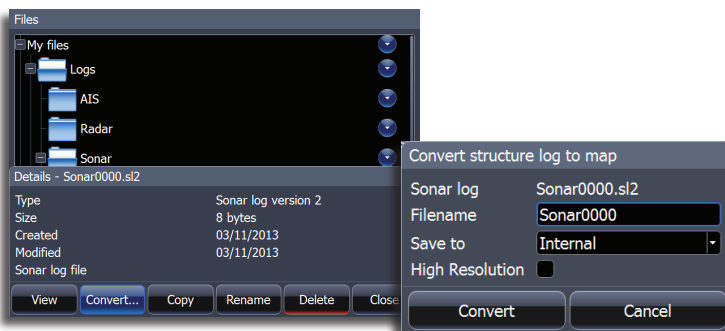 Files
My files
Logs
AIS
Radar
Sonar
Details - Sonar0000.sl2
Type Sonar log version 2
Size 8 bytes
Created 03/11/2013
Modified 03/11/2013
Sonar log file
View Convert... Copy Rename Delete Close
Convert structure log to map
Sonar log Sonar0000.sl2
Filename Sonar0000
Save to Internal
High Resolution
Convert Cancel